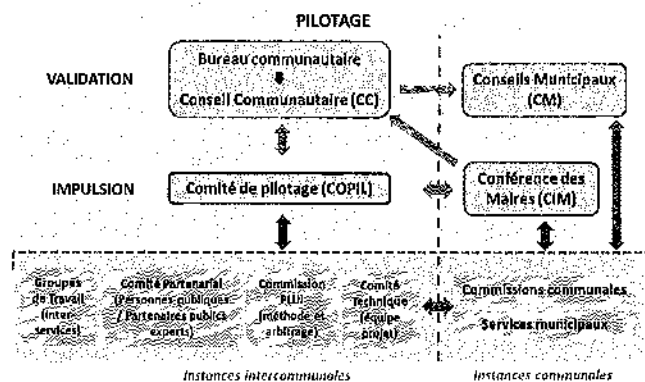 PILOTAGE
VALIDATION
Bureau communautaire
Conseil Communautaire (CC)
Conseils Municipaux
(CM)
IMPULSION
Comité de pilotage (COPIL)
Conférence des
Maires (CIM)
Groupes
de Travail
(inter
services)
Comité Partenarial
(Personnes publiques
/ Partenaires publics
experts)
Commission
PLUi
(méthode et
arbitrage)
Comité
Technique
(équipe
projet)
Commissions communales
Services municipaux
Instances intercommunales
Instances communales